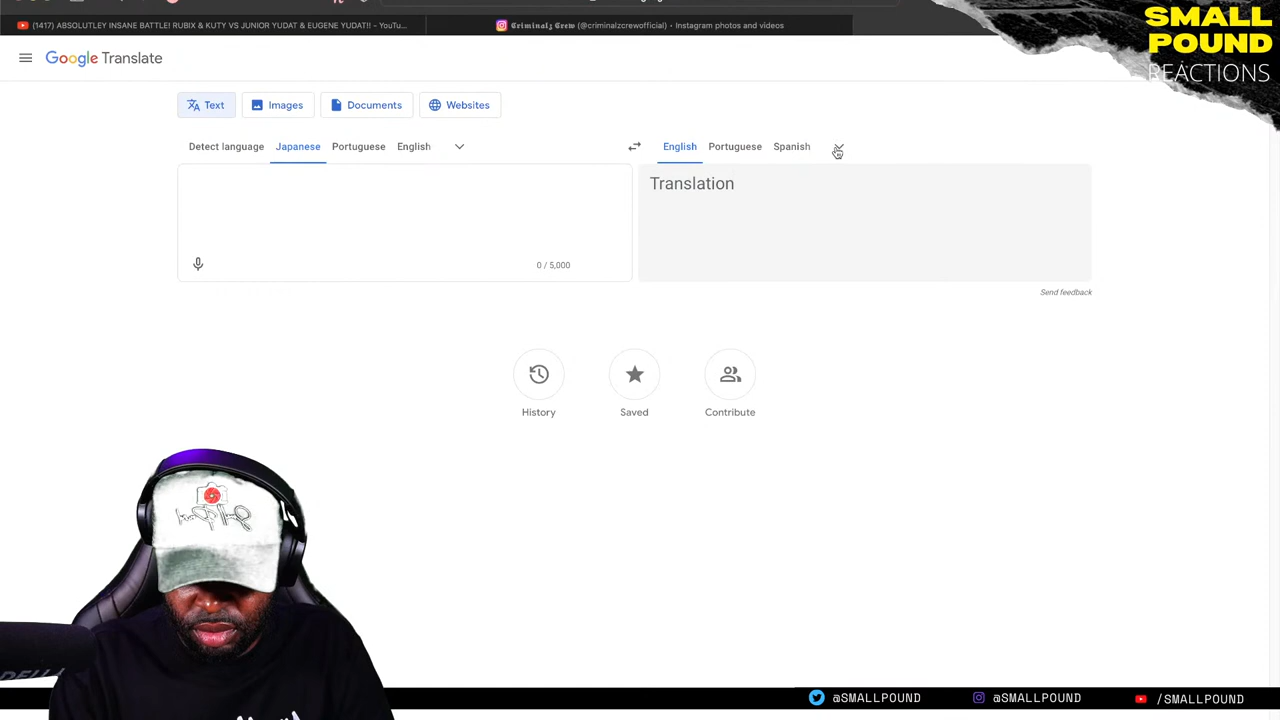 (1417) ABSOLUTLEY INSANE BATTLE! RUBIX & KUTY VS JUNIOR YUDAT & EUGENE YUDAT!! – YouTu...
𝕮𝖗𝖎𝖒𝖎𝖓𝖆𝖑𝖟 𝕮𝖗𝖊𝖜 (@criminalzcrewofficial) • Instagram photos and videos
SMALL
POUND
REACTIONS
Google Translate
Text Images Documents Websites
Detect language Japanese Portuguese English
English Portuguese Spanish
Translation
0 / 5,000
Send feedback
History Saved Contribute
@SMALLPOUND @SMALLPOUND /SMALLPOUND